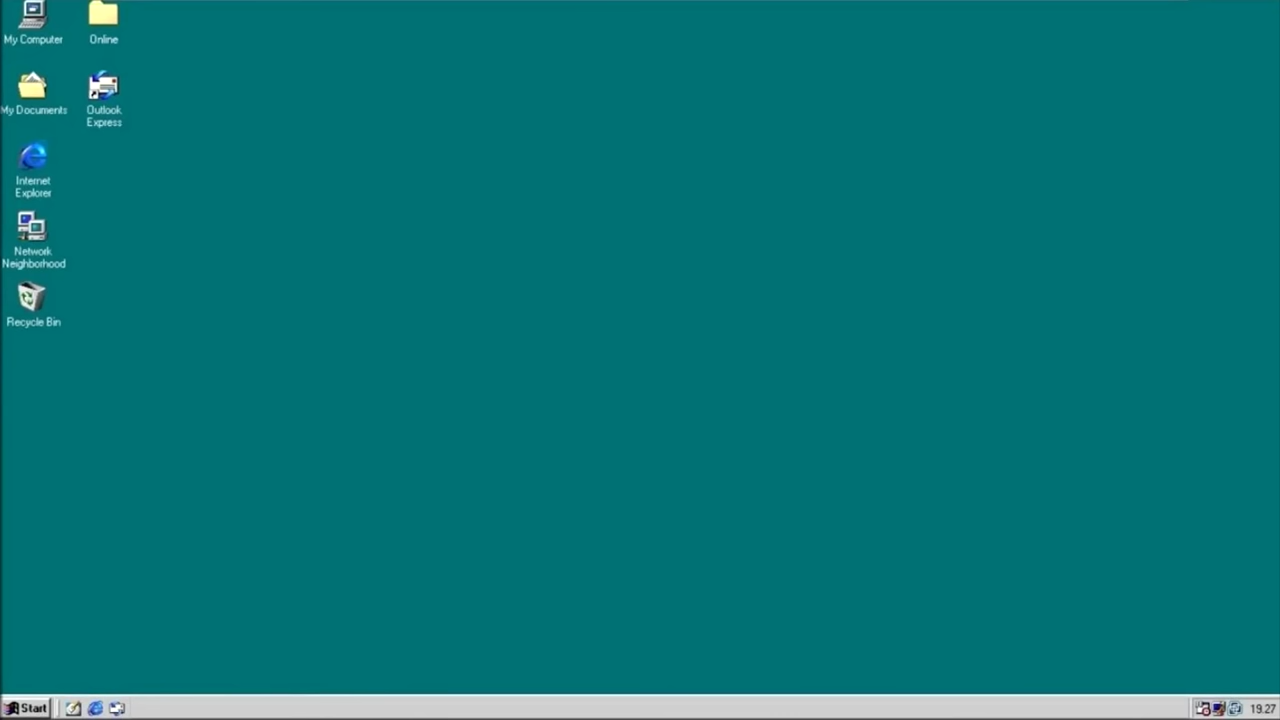 My Computer
Online
My Documents
Outlook
Express
Internet
Explorer
Network
Neighborhood
Recycle Bin
Start
19.27